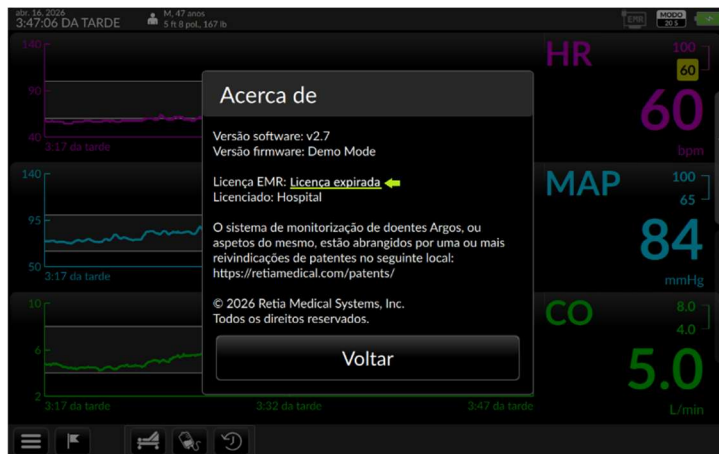 abr. 16, 2026
3:47:06 DA TARDE
M, 47 anos
5 ft 8 pol., 167 lb
EMR
MODO
20 S
140
90
40
3:17 da tarde
HR
100
60
60
bpm
140
95
50
3:17 da tarde
MAP
100
65
84
mmHg
10
6
2
3:17 da tarde
3:32 da tarde
3:47 da tarde
CO
8.0
4.0
5.0
L/min
Acerca de
Versão software: v2.7
Versão firmware: Demo Mode
Licença EMR: Licença expirada
Licenciado: Hospital
O sistema de monitorização de doentes Argos, ou
aspetos do mesmo, estão abrangidos por uma ou mais
reivindicações de patentes no seguinte local:
https://retiamedical.com/patents/
© 2026 Retia Medical Systems, Inc.
Todos os direitos reservados.
Voltar